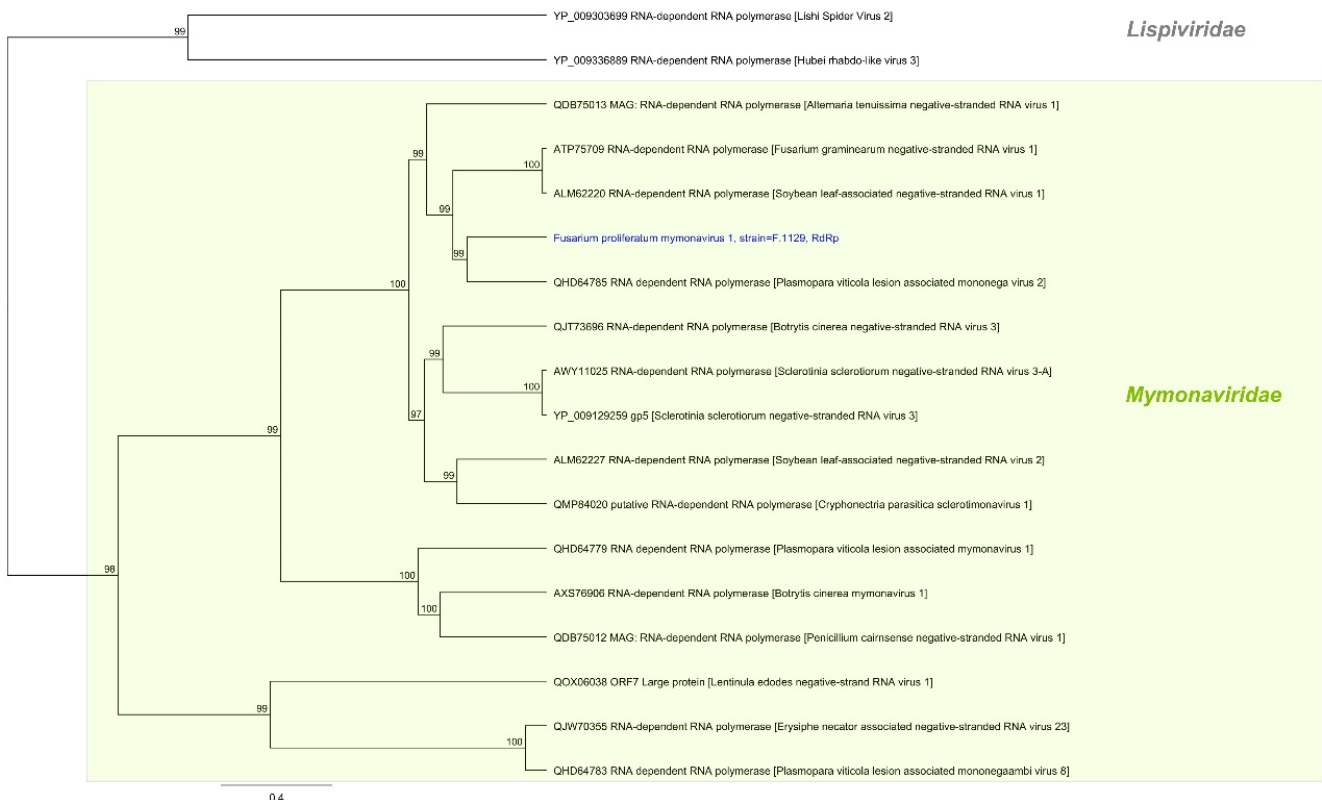 YP_009303699 RNA-dependent RNA polymerase [Lishi Spider Virus 2]
Lispiviridae
99
YP_009336889 RNA-dependent RNA polymerase [Hubei rhabdo-like virus 3]
QDB75013 MAG: RNA-dependent RNA polymerase [Alternaria tenuissima negative-stranded RNA virus 1]
99
ATP75709 RNA-dependent RNA polymerase [Fusarium graminearum negative-stranded RNA virus 1]
100
ALM62220 RNA-dependent RNA polymerase [Soybean leaf-associated negative-stranded RNA virus 1]
99
Fusarium proliferatum mymonavirus 1, strain=F.1129, RdRp
99
QHD64785 RNA dependent RNA polymerase [Plasmopara viticola lesion associated mononega virus 2]
100
QJT73696 RNA-dependent RNA polymerase [Botrytis cinerea negative-stranded RNA virus 3]
99
AWY11025 RNA-dependent RNA polymerase [Sclerotinia sclerotiorum negative-stranded RNA virus 3-A]
100
Mymonaviridae
YP_009129259 gp5 [Sclerotinia sclerotiorum negative-stranded RNA virus 3]
97
99
ALM62227 RNA-dependent RNA polymerase [Soybean leaf-associated negative-stranded RNA virus 2]
99
QMP84020 putative RNA-dependent RNA polymerase [Cryphonectria parasitica sclerotimonavirus 1]
QHD64779 RNA dependent RNA polymerase [Plasmopara viticola lesion associated mymonavirus 1]
98
100
AXS76906 RNA-dependent RNA polymerase [Botrytis cinerea mymonavirus 1]
100
QDB75012 MAG: RNA-dependent RNA polymerase [Penicillium cairnsense negative-stranded RNA virus 1]
QOX06038 ORF7 Large protein [Lentinula edodes negative-strand RNA virus 1]
99
QJW70355 RNA-dependent RNA polymerase [Erysiphe necator associated negative-stranded RNA virus 23]
100
QHD64783 RNA dependent RNA polymerase [Plasmopara viticola lesion associated mononegaambi virus 8]
0.4